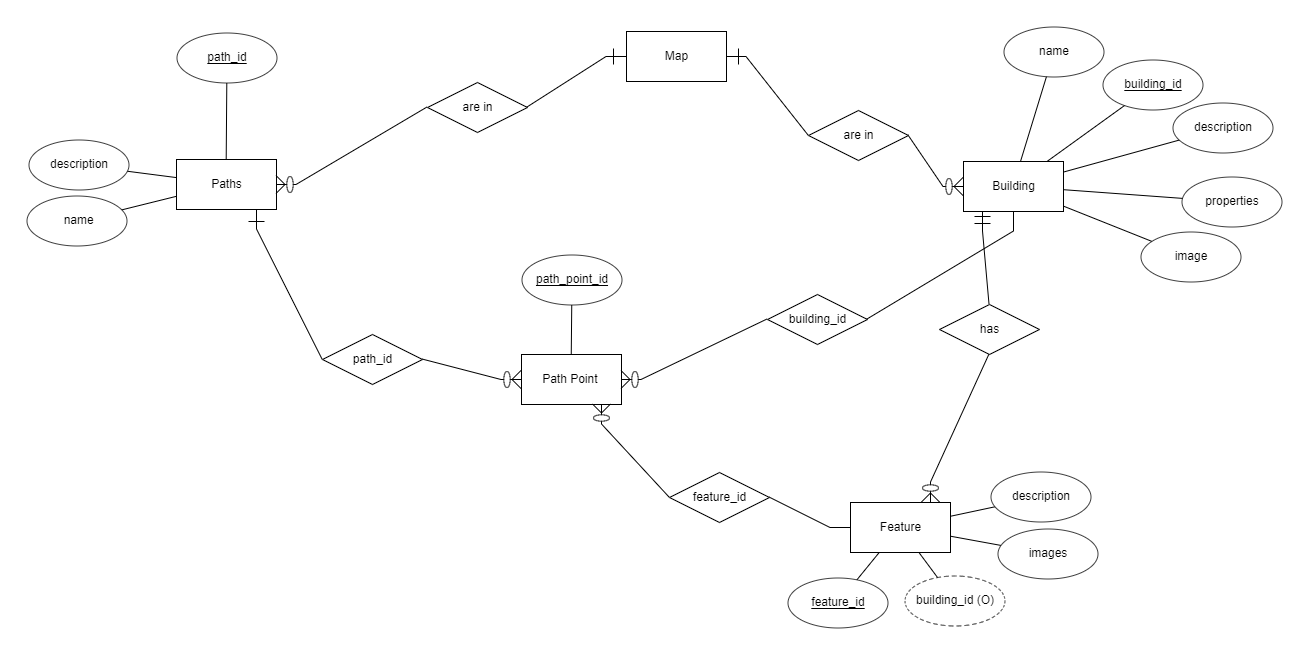 path_id
Map
name
building_id
are in
are in
description
description
Paths
Building
properties
name
image
path_point_id
building_id
has
path_id
Path Point
feature_id
description
Feature
images
feature_id
building_id (O)